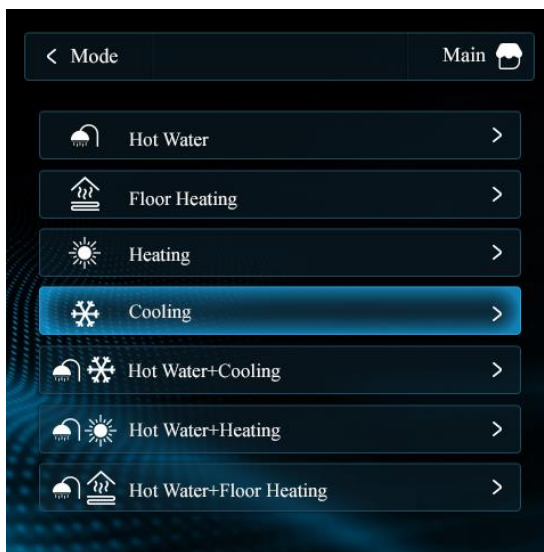 Mode
Main
Hot Water
Floor Heating
Heating
Cooling
Hot Water+Cooling
Hot Water+Heating
Hot Water+Floor Heating